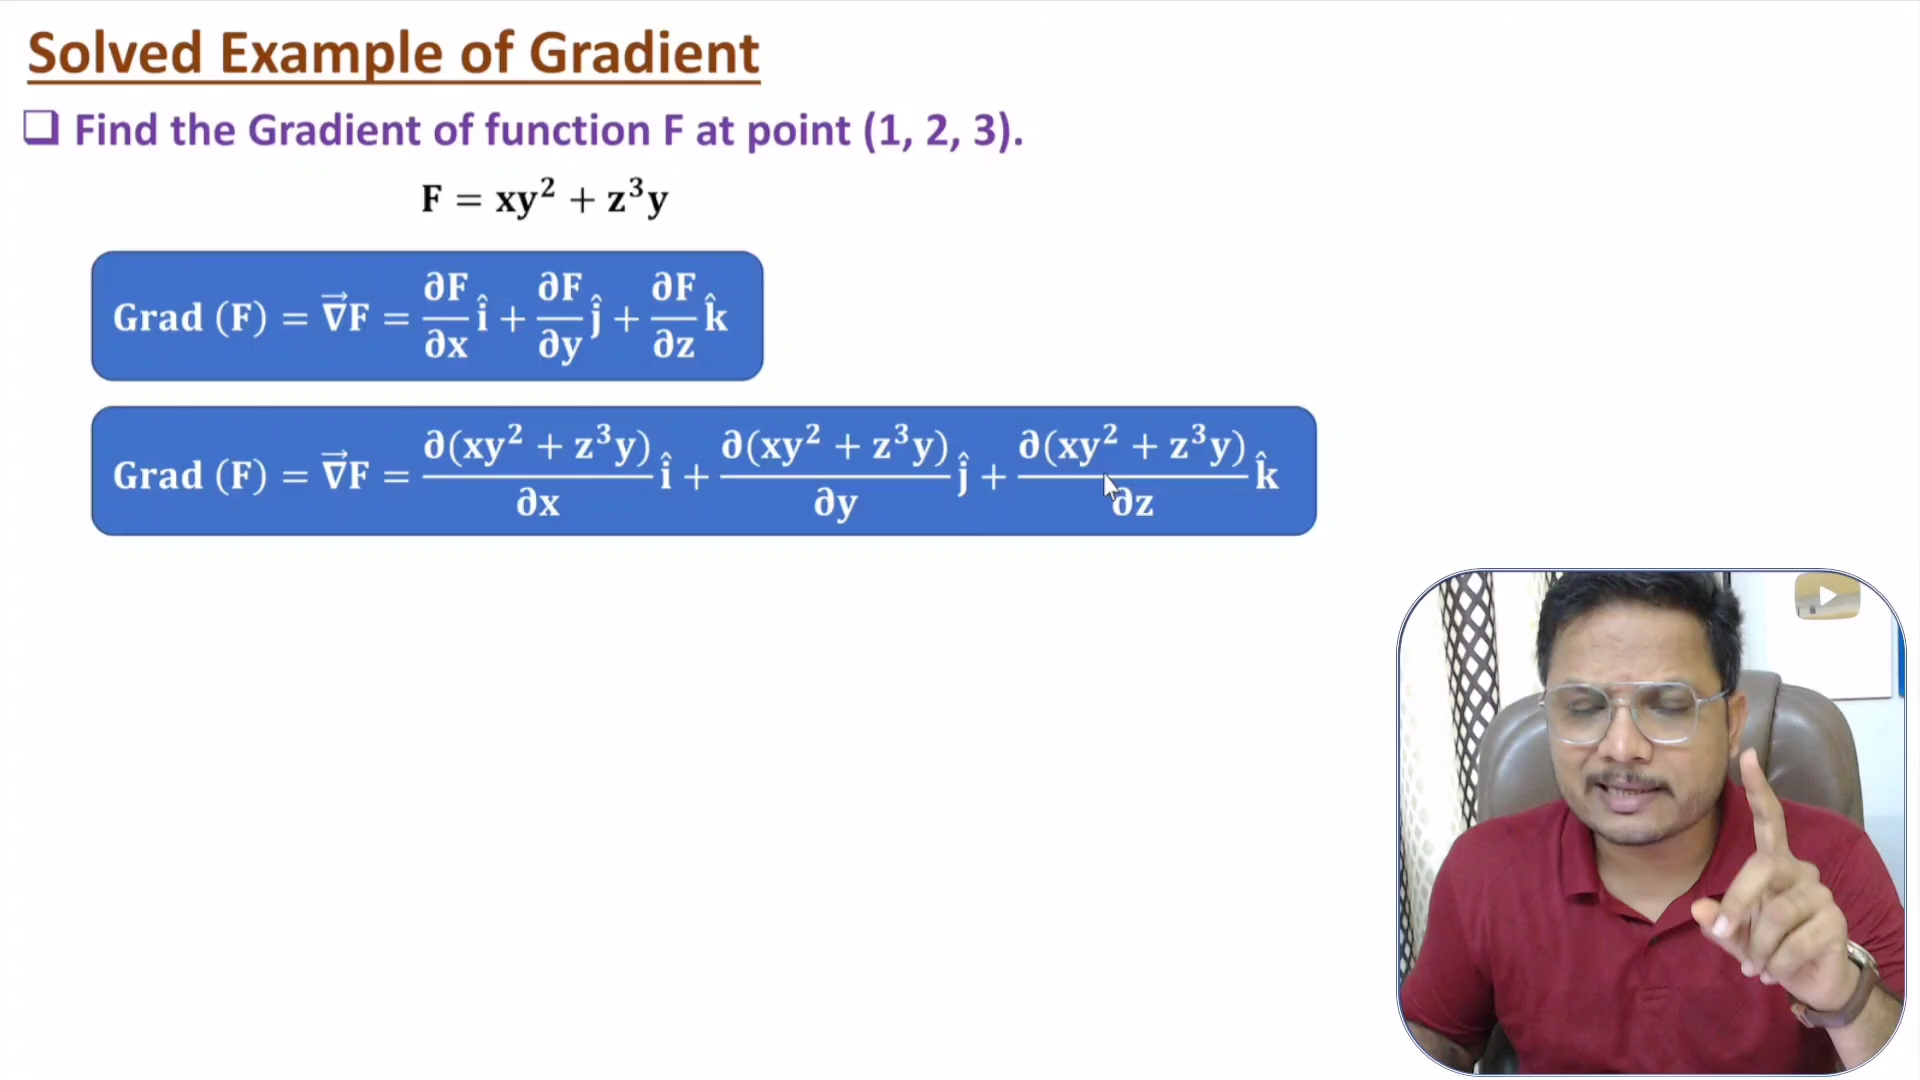 Solved Example of Gradient
❑ Find the Gradient of function F at point (1, 2, 3).
F = xy² + z³y
Grad (F) = ∇⃗F = ∂F/∂x î + ∂F/∂y ĵ + ∂F/∂z k̂
Grad (F) = ∇⃗F = ∂(xy² + z³y)/∂x î + ∂(xy² + z³y)/∂y ĵ + ∂(xy² + z³y)/∂z k̂